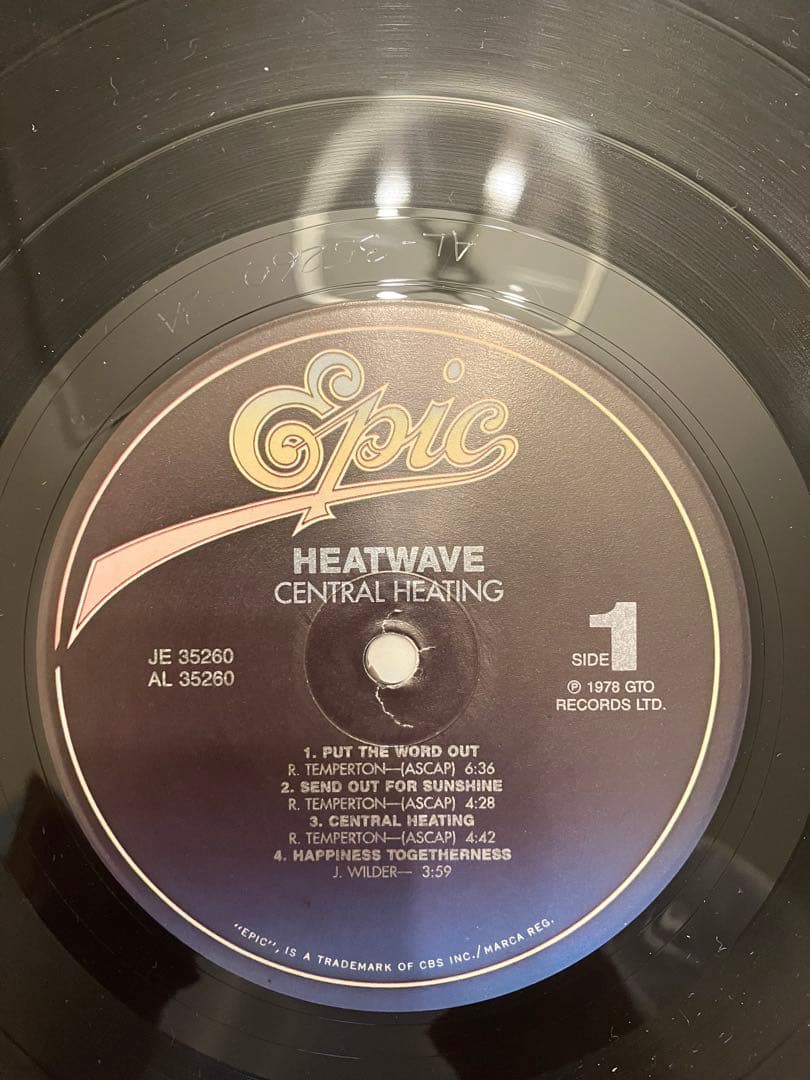 AL-35260
Epic
HEATWAVE
CENTRAL HEATING
JE 35260
AL 35260
SIDE 1
℗ 1978 GTO
RECORDS LTD.
1. PUT THE WORD OUT
R. TEMPERTON—(ASCAP) 6:36
2. SEND OUT FOR SUNSHINE
R. TEMPERTON—(ASCAP) 4:28
3. CENTRAL HEATING
R. TEMPERTON—(ASCAP) 4:42
4. HAPPINESS TOGETHERNESS
J. WILDER— 3:59
"EPIC", IS A TRADEMARK OF CBS INC./MARCA REG.